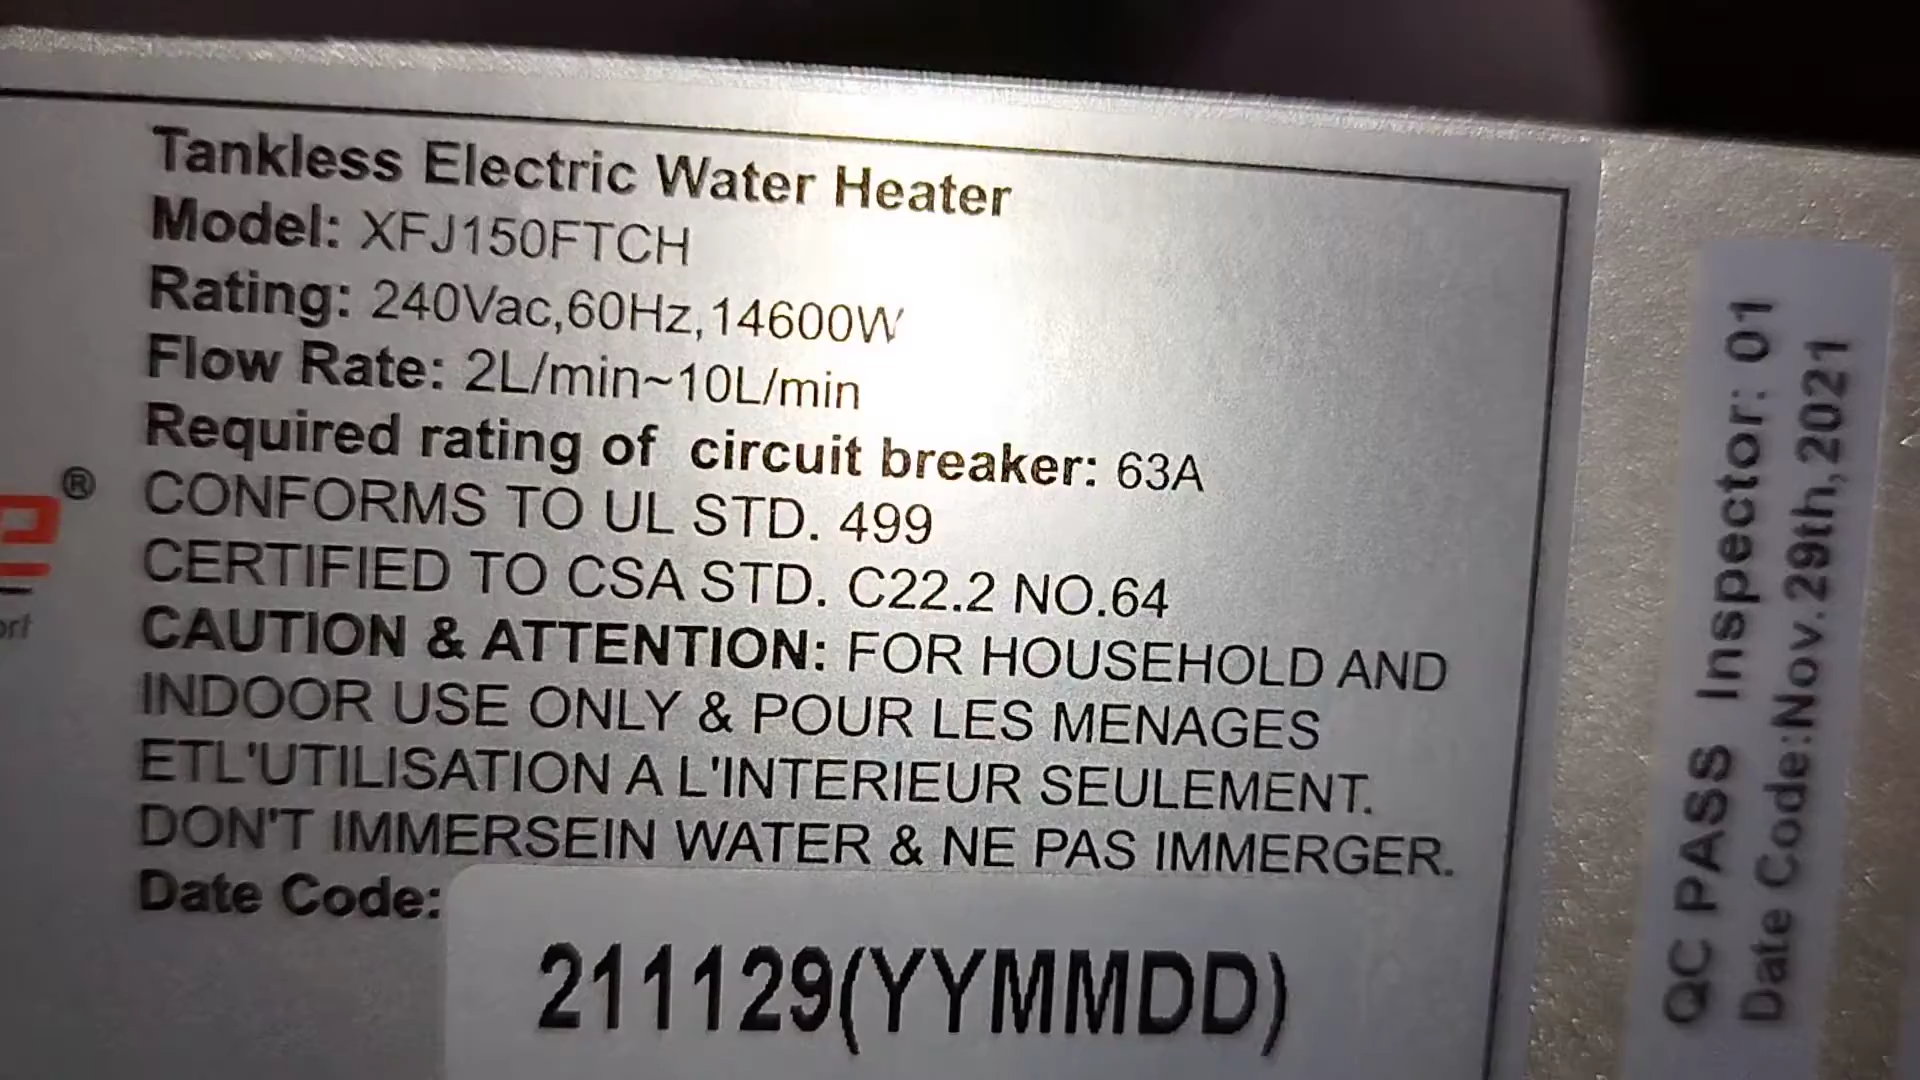 Tankless Electric Water Heater
Model: XFJ150FTCH
Rating: 240Vac,60Hz,14600W
Flow Rate: 2L/min~10L/min
Required rating of circuit breaker: 63A
CONFORMS TO UL STD. 499
CERTIFIED TO CSA STD. C22.2 NO.64
CAUTION & ATTENTION: FOR HOUSEHOLD AND
INDOOR USE ONLY & POUR LES MENAGES
ETL'UTILISATION A L'INTERIEUR SEULEMENT.
DON'T IMMERSEIN WATER & NE PAS IMMERGER.
Date Code:
211129(YYMMDD)
®
QC PASS Inspector: 01
Date Code:Nov.29th,2021